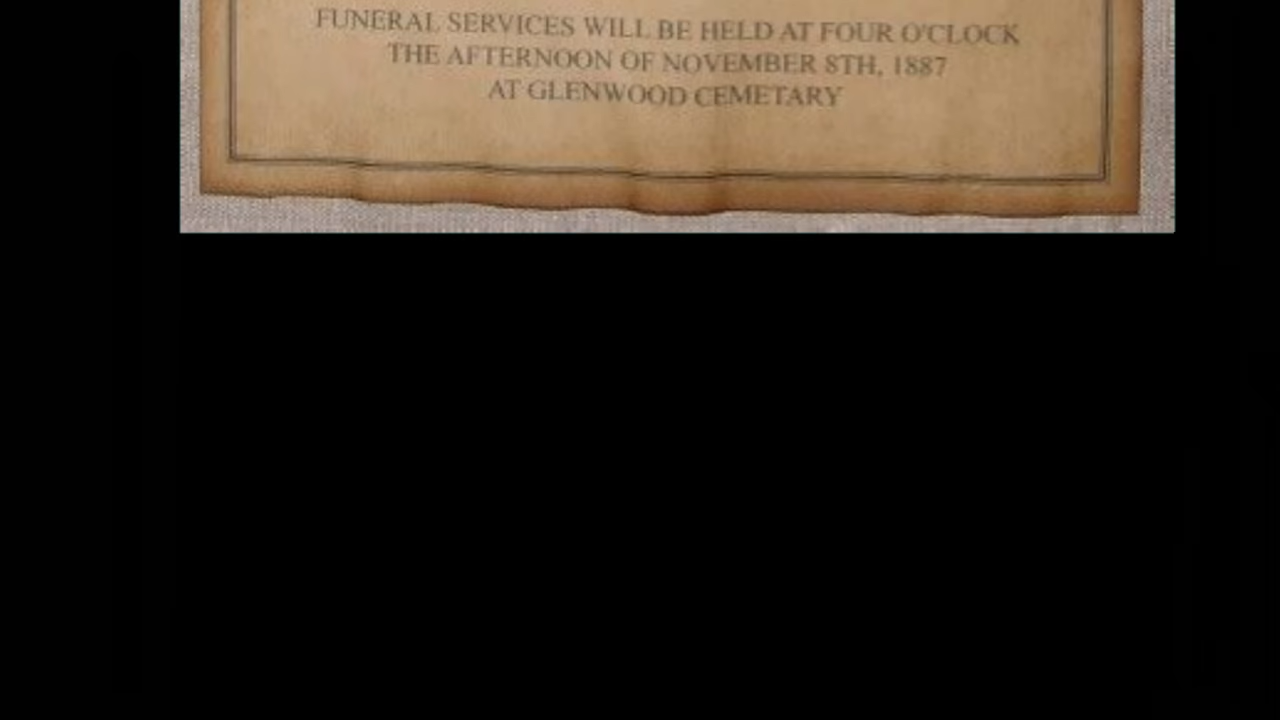 FUNERAL SERVICES WILL BE HELD AT FOUR O'CLOCK
THE AFTERNOON OF NOVEMBER 8TH, 1887
AT GLENWOOD CEMETARY